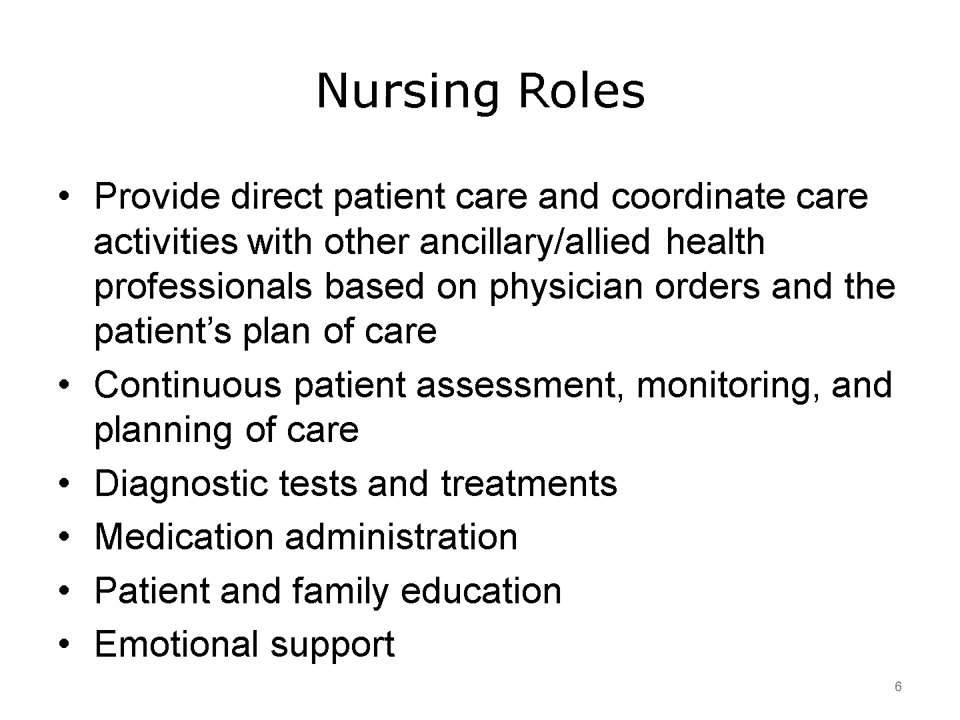 Nursing Roles
• Provide direct patient care and coordinate care
activities with other ancillary/allied health
professionals based on physician orders and the
patient’s plan of care
• Continuous patient assessment, monitoring, and
planning of care
• Diagnostic tests and treatments
• Medication administration
• Patient and family education
• Emotional support
6